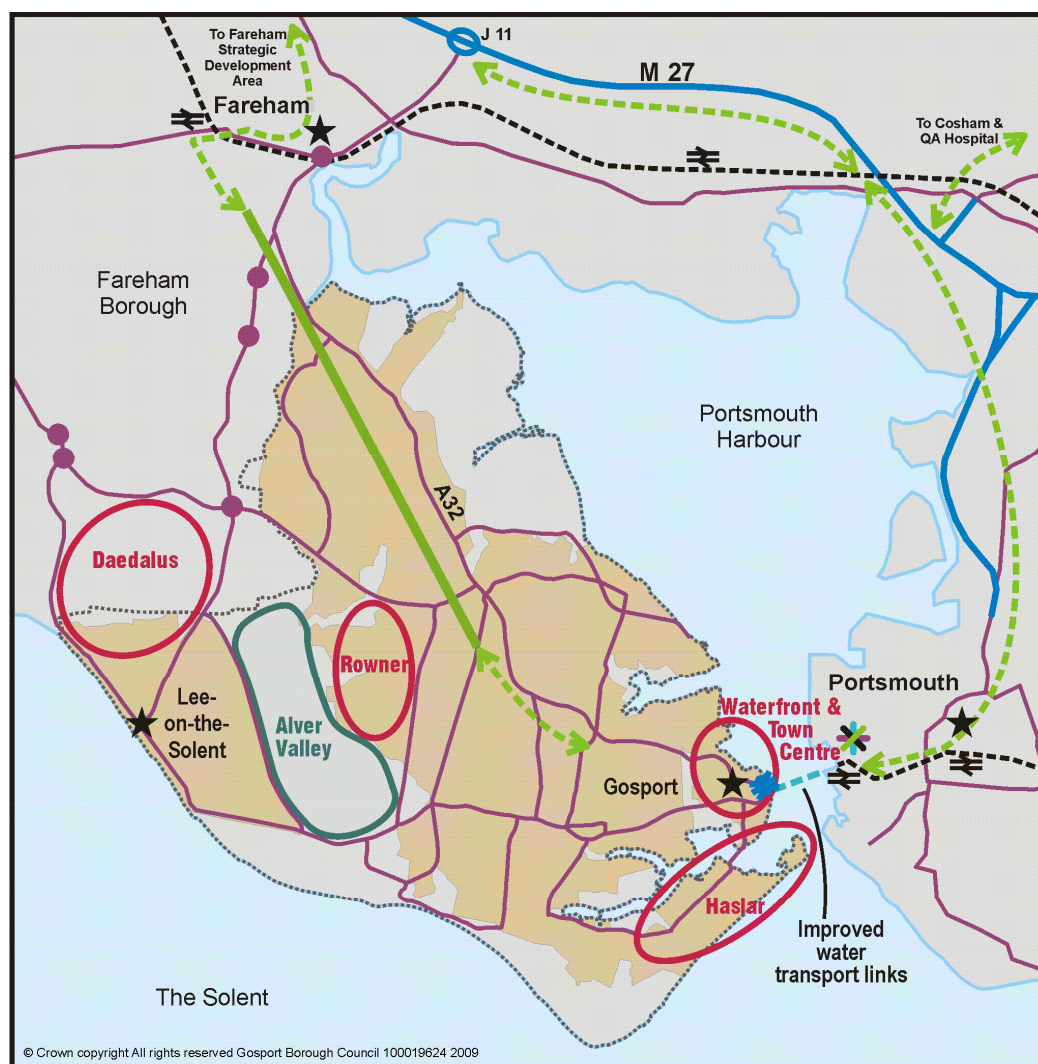 To Fareham
Strategic
Development
Area
Fareham
J 11
M 27
To Cosham &
QA Hospital
Fareham
Borough
Portsmouth
Harbour
A32
Daedalus
Rowner
Lee-
on-the-
Solent
Alver
Valley
Portsmouth
Waterfront &
Town
Centre
Gosport
Haslar
Improved
water
transport links
The Solent
© Crown copyright All rights reserved Gosport Borough Council 100019624 2009